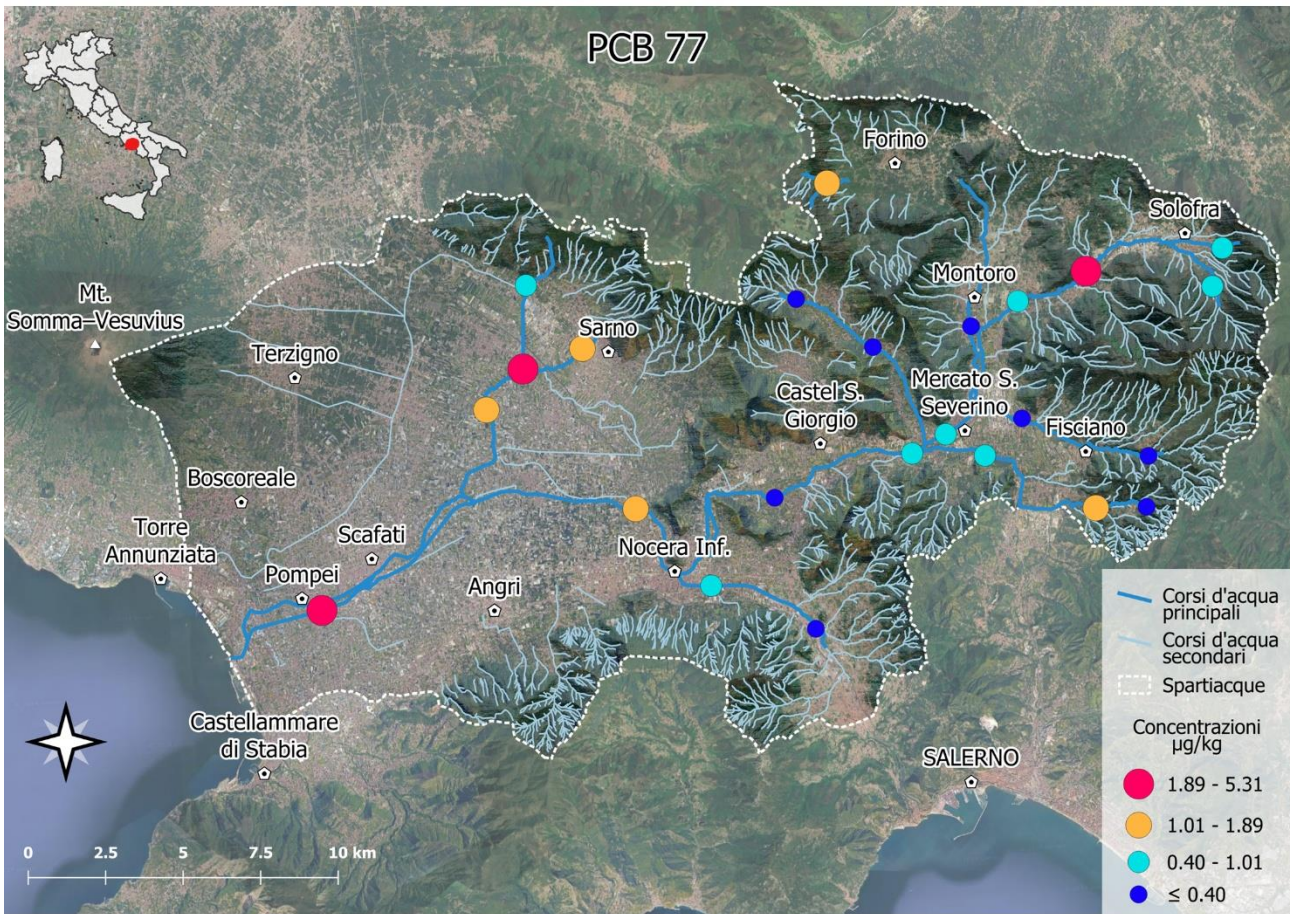 PCB 77
Forino
Solofra
Montoro
Mt.
Somma–Vesuvius
Sarno
Terzigno
Castel S.
Giorgio
Mercato S.
Severino
Fisciano
Boscoreale
Torre
Annunziata
Scafati
Nocera Inf.
Pompei
Angri
Castellammare
di Stabia
SALERNO
Corsi d'acqua
principali
Corsi d'acqua
secondari
Spartiacque
Concentrazioni
µg/kg
1.89 - 5.31
1.01 - 1.89
0.40 - 1.01
≤ 0.40
0 2.5 5 7.5 10 km